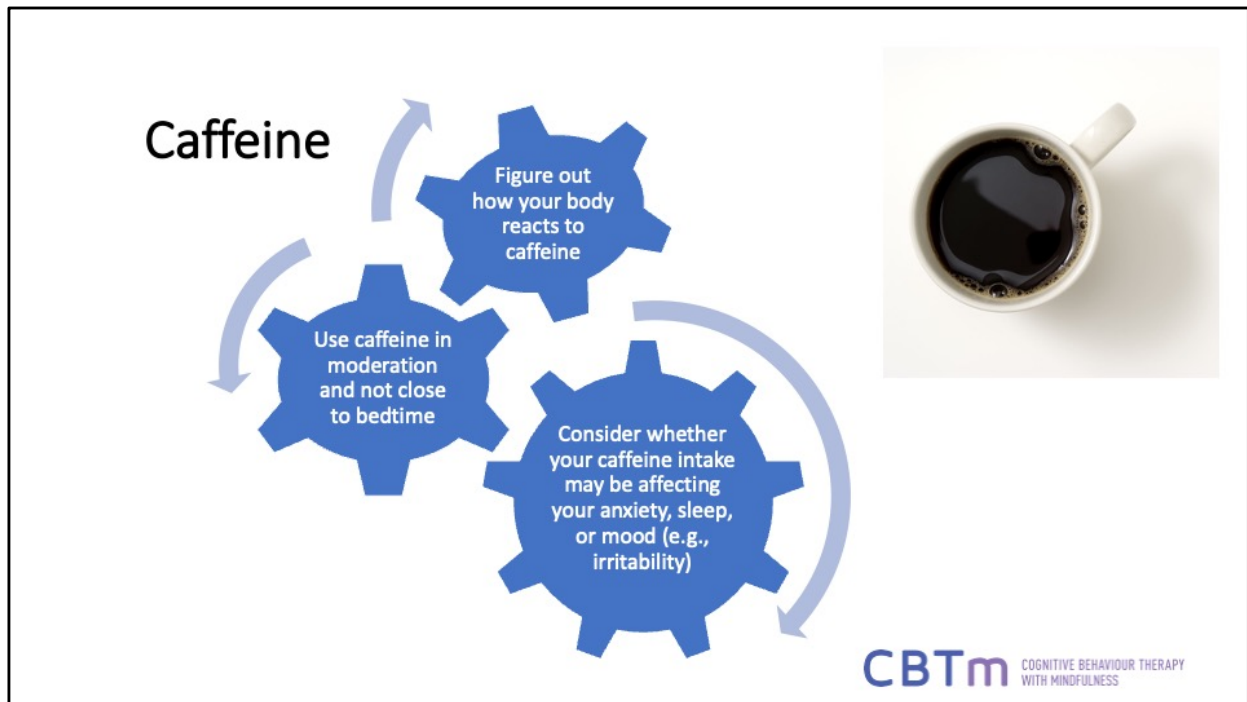 Caffeine
Figure out
how your body
reacts to
caffeine
Use caffeine in
moderation
and not close
to bedtime
Consider whether
your caffeine intake
may be affecting
your anxiety, sleep,
or mood (e.g.,
irritability)
CBTm
COGNITIVE BEHAVIOUR THERAPY
WITH MINDFULNESS